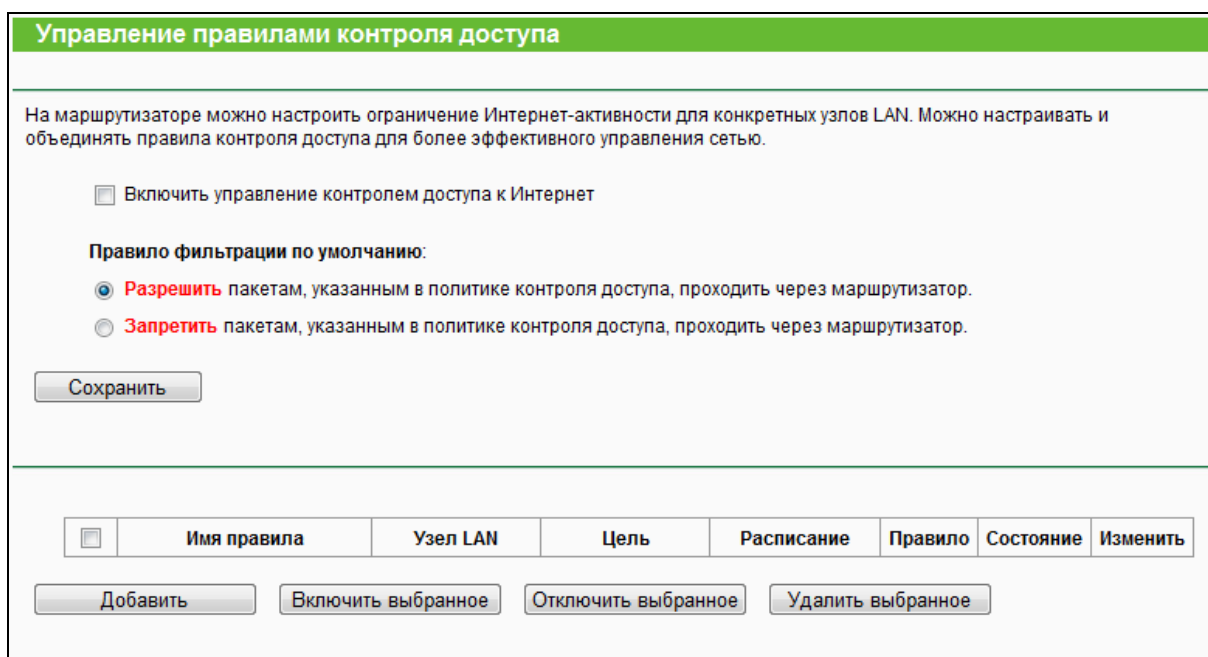 Управление правилами контроля доступа
На маршрутизаторе можно настроить ограничение Интернет-активности для конкретных узлов LAN. Можно настраивать и
объединять правила контроля доступа для более эффективного управления сетью.
Включить управление контролем доступа к Интернет
Правило фильтрации по умолчанию:
Разрешить пакетам, указанным в политике контроля доступа, проходить через маршрутизатор.
Запретить пакетам, указанным в политике контроля доступа, проходить через маршрутизатор.
Сохранить
Имя правила Узел LAN Цель Расписание Правило Состояние Изменить
Добавить Включить выбранное Отключить выбранное Удалить выбранное